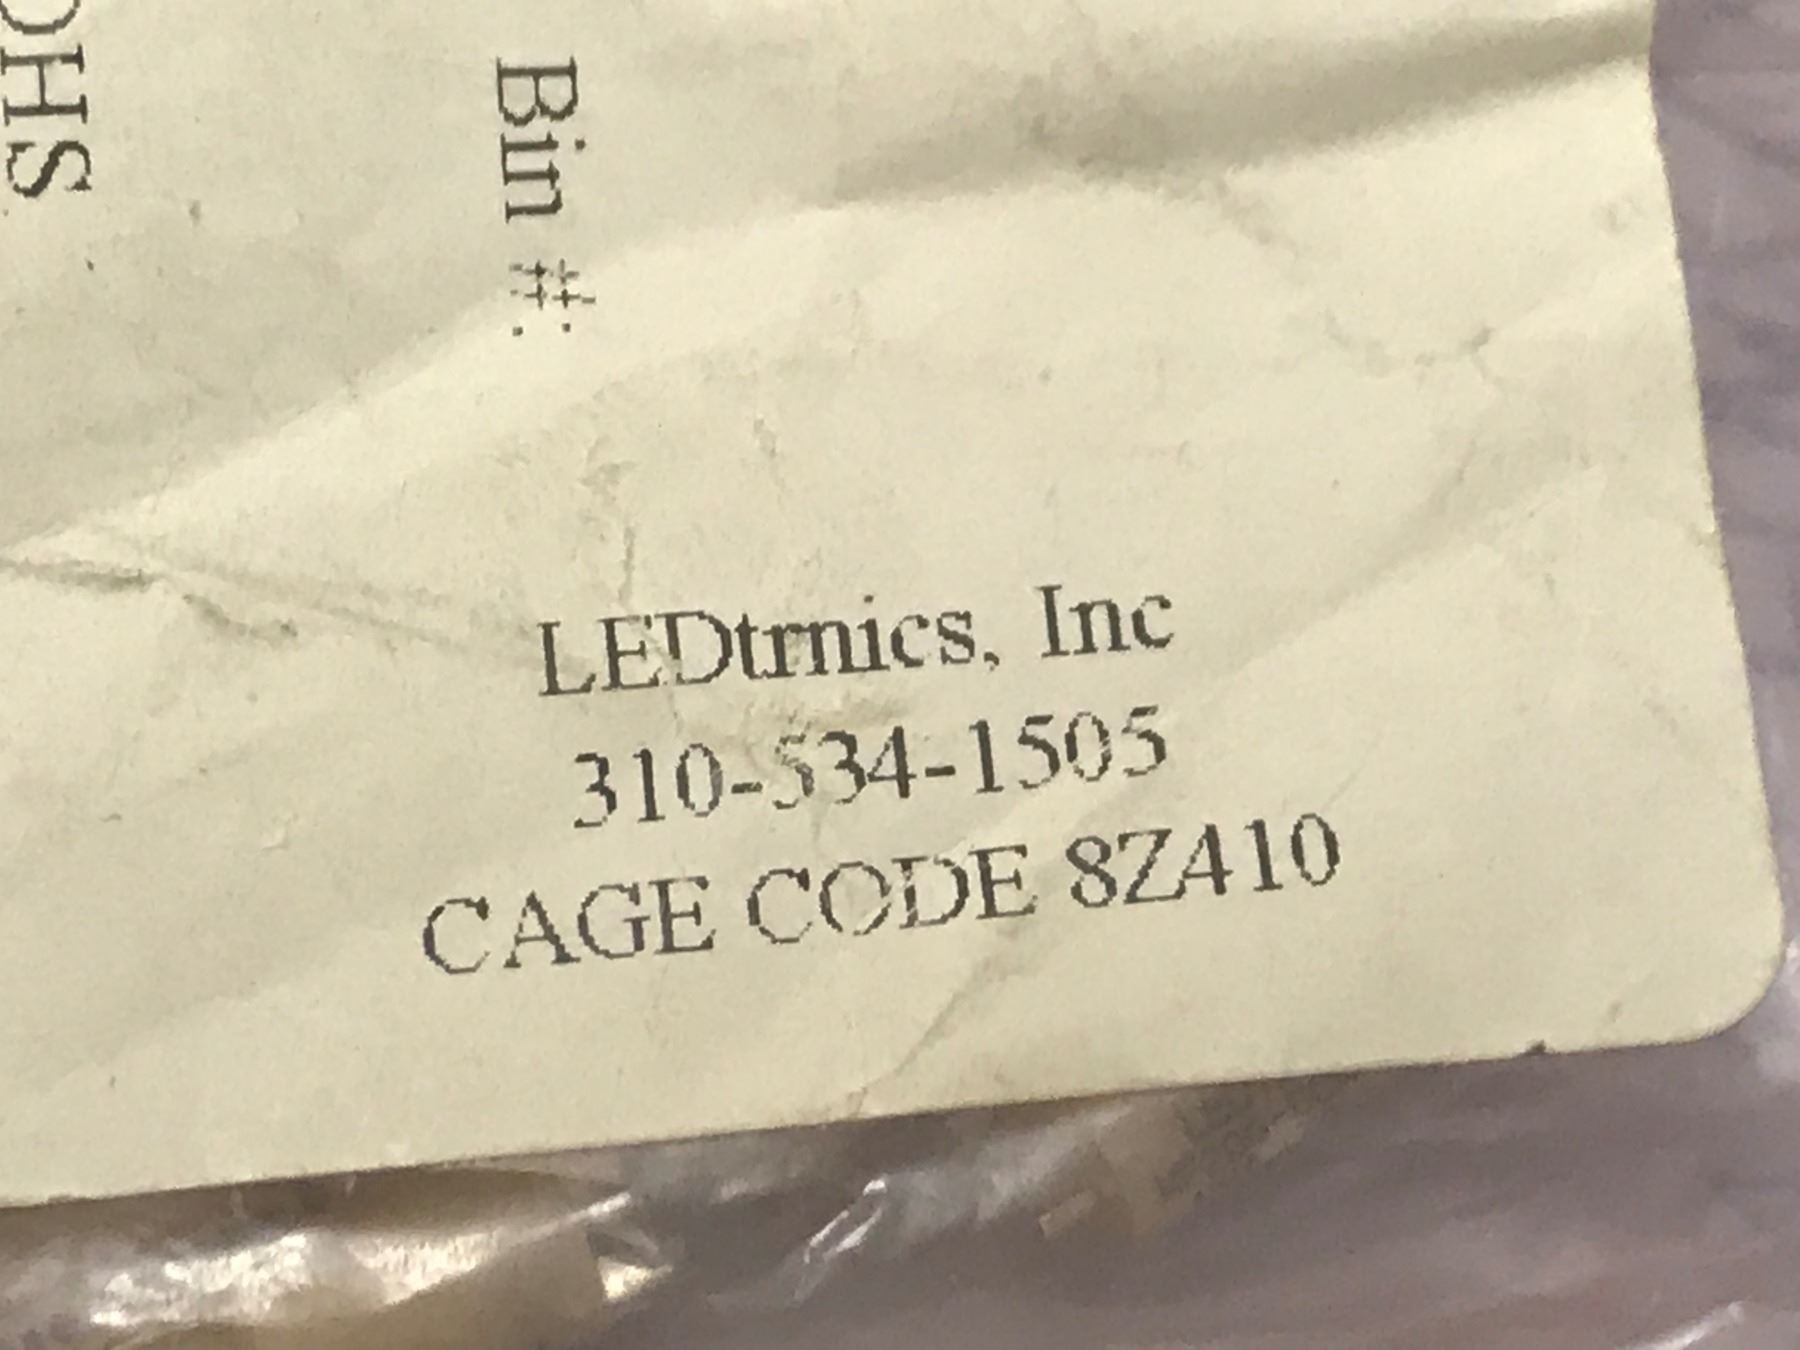 OHS
Bin #:
LEDtrnics, Inc
310-534-1505
CAGE CODE 8Z410